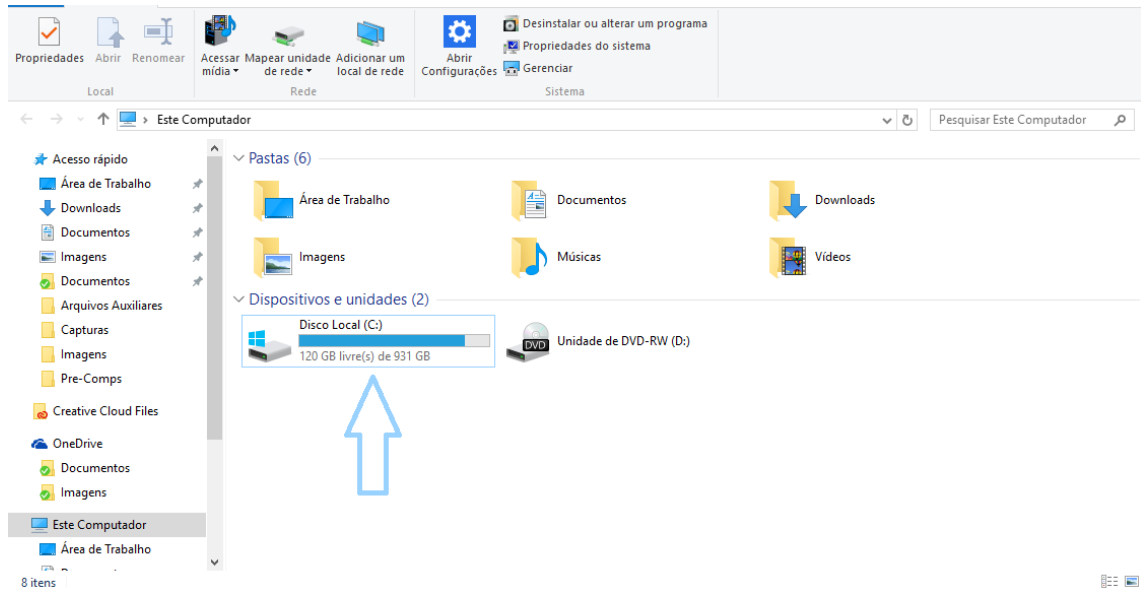 Propriedades
Abrir
Renomear
Acessar mídia
Mapear unidade de rede
Adicionar um local de rede
Abrir Configurações
Desinstalar ou alterar um programa
Propriedades do sistema
Gerenciar
Local
Rede
Sistema
Este Computador
Pesquisar Este Computador
Acesso rápido
Área de Trabalho
Downloads
Documentos
Imagens
Documentos
Arquivos Auxiliares
Capturas
Imagens
Pre-Comps
Creative Cloud Files
OneDrive
Documentos
Imagens
Este Computador
Área de Trabalho
Pastas (6)
Área de Trabalho
Documentos
Downloads
Imagens
Músicas
Vídeos
Dispositivos e unidades (2)
Disco Local (C:)
120 GB livre(s) de 931 GB
DVD
Unidade de DVD-RW (D:)
8 itens